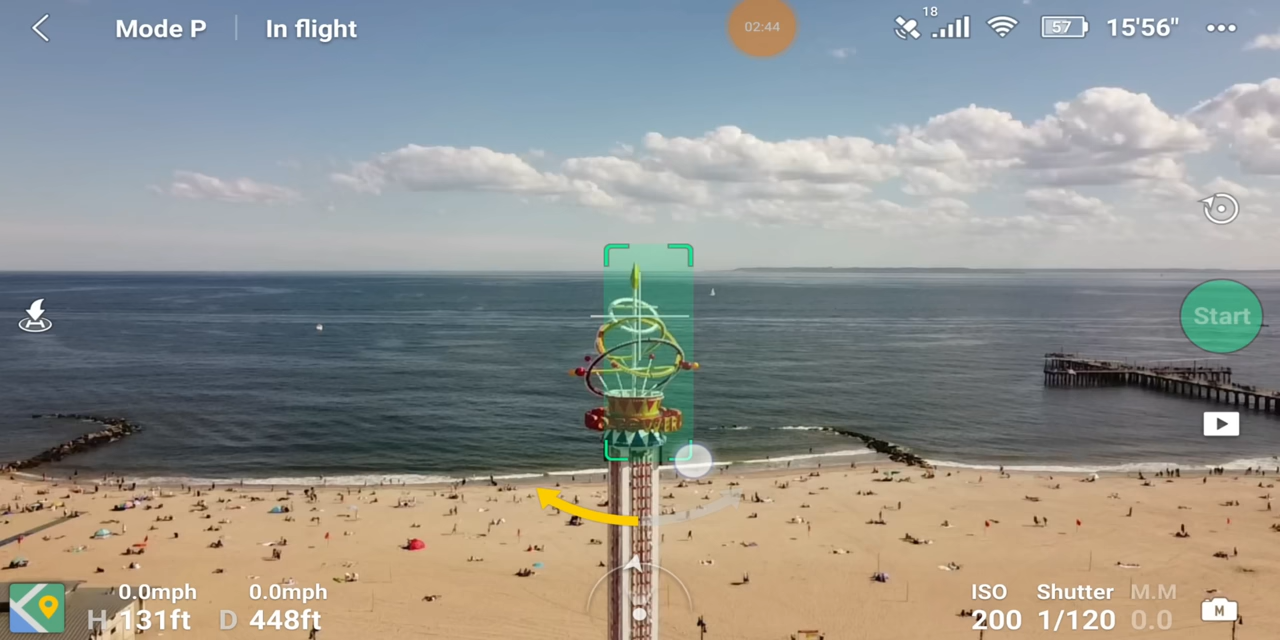 Mode P
In flight
02:44
18
57
15'56"
Start
0.0mph
0.0mph
H 131ft
D 448ft
ISO
Shutter
M.M
200
1/120
0.0
M